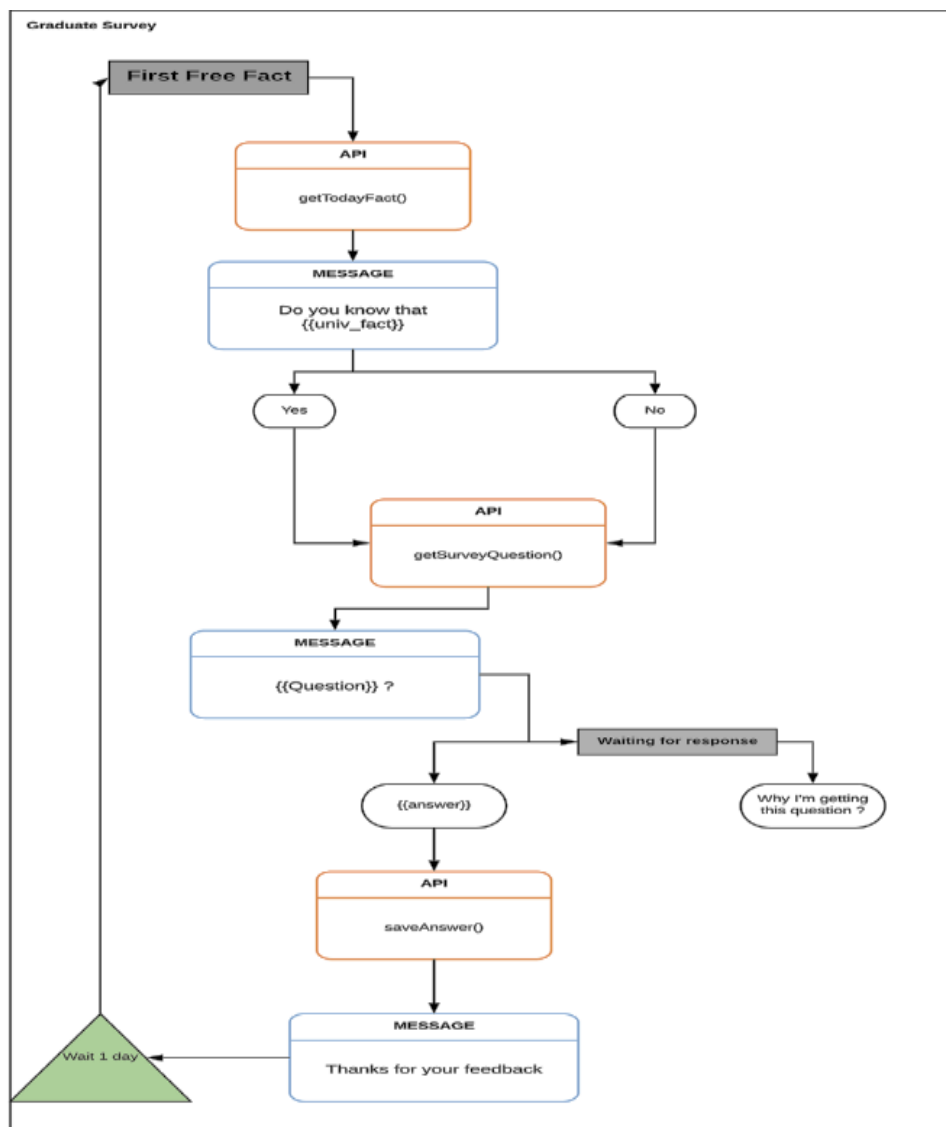 Graduate Survey
First Free Fact
API
getTodayFact()
MESSAGE
Do you know that
{{univ_fact}}
Yes
No
API
getSurveyQuestion()
MESSAGE
{{Question}} ?
Waiting for response
{{answer}}
Why I'm getting
this question ?
API
saveAnswer()
MESSAGE
Thanks for your feedback
Wait 1 day